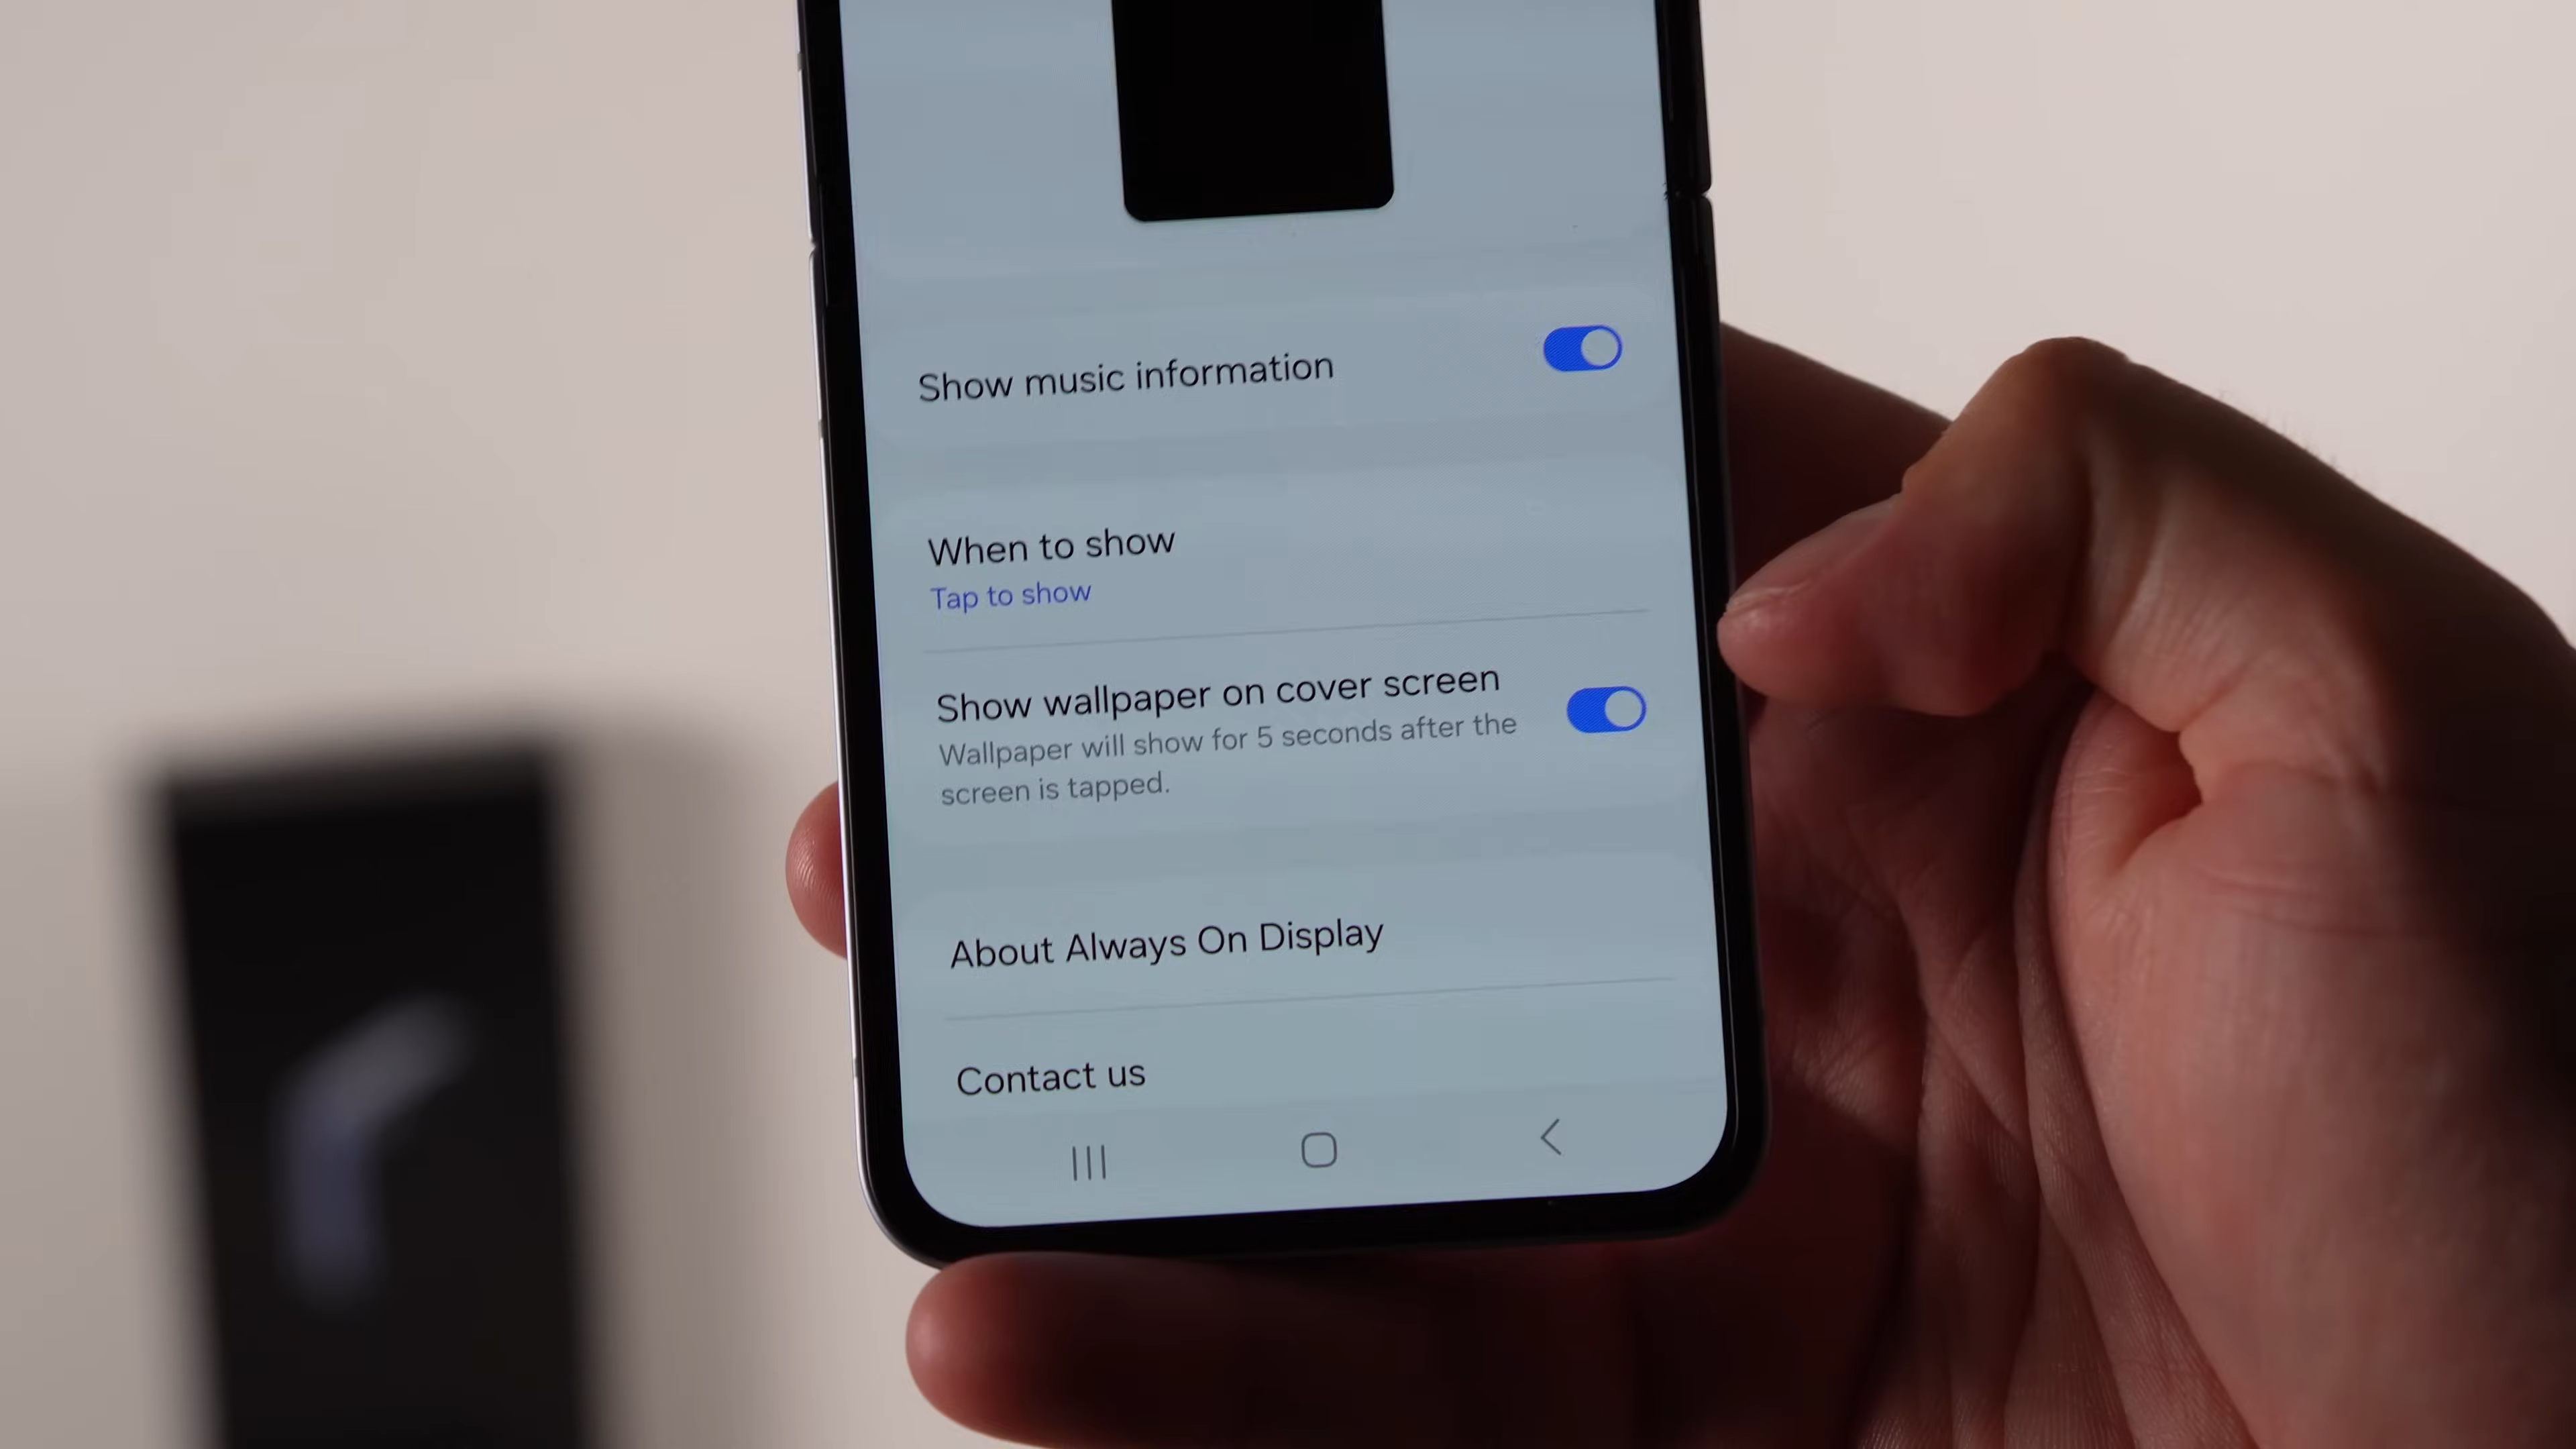 Show music information
When to show
Tap to show
Show wallpaper on cover screen
Wallpaper will show for 5 seconds after the
screen is tapped.
About Always On Display
Contact us